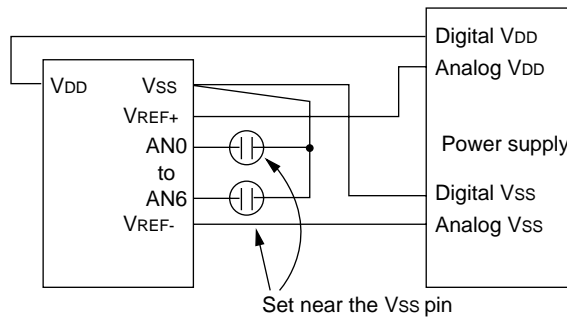 Digital VDD
Analog VDD
VDD
VSS
VREF+
AN0
to
AN6
VREF-
Power supply
Digital VSS
Analog VSS
Set near the VSS pin